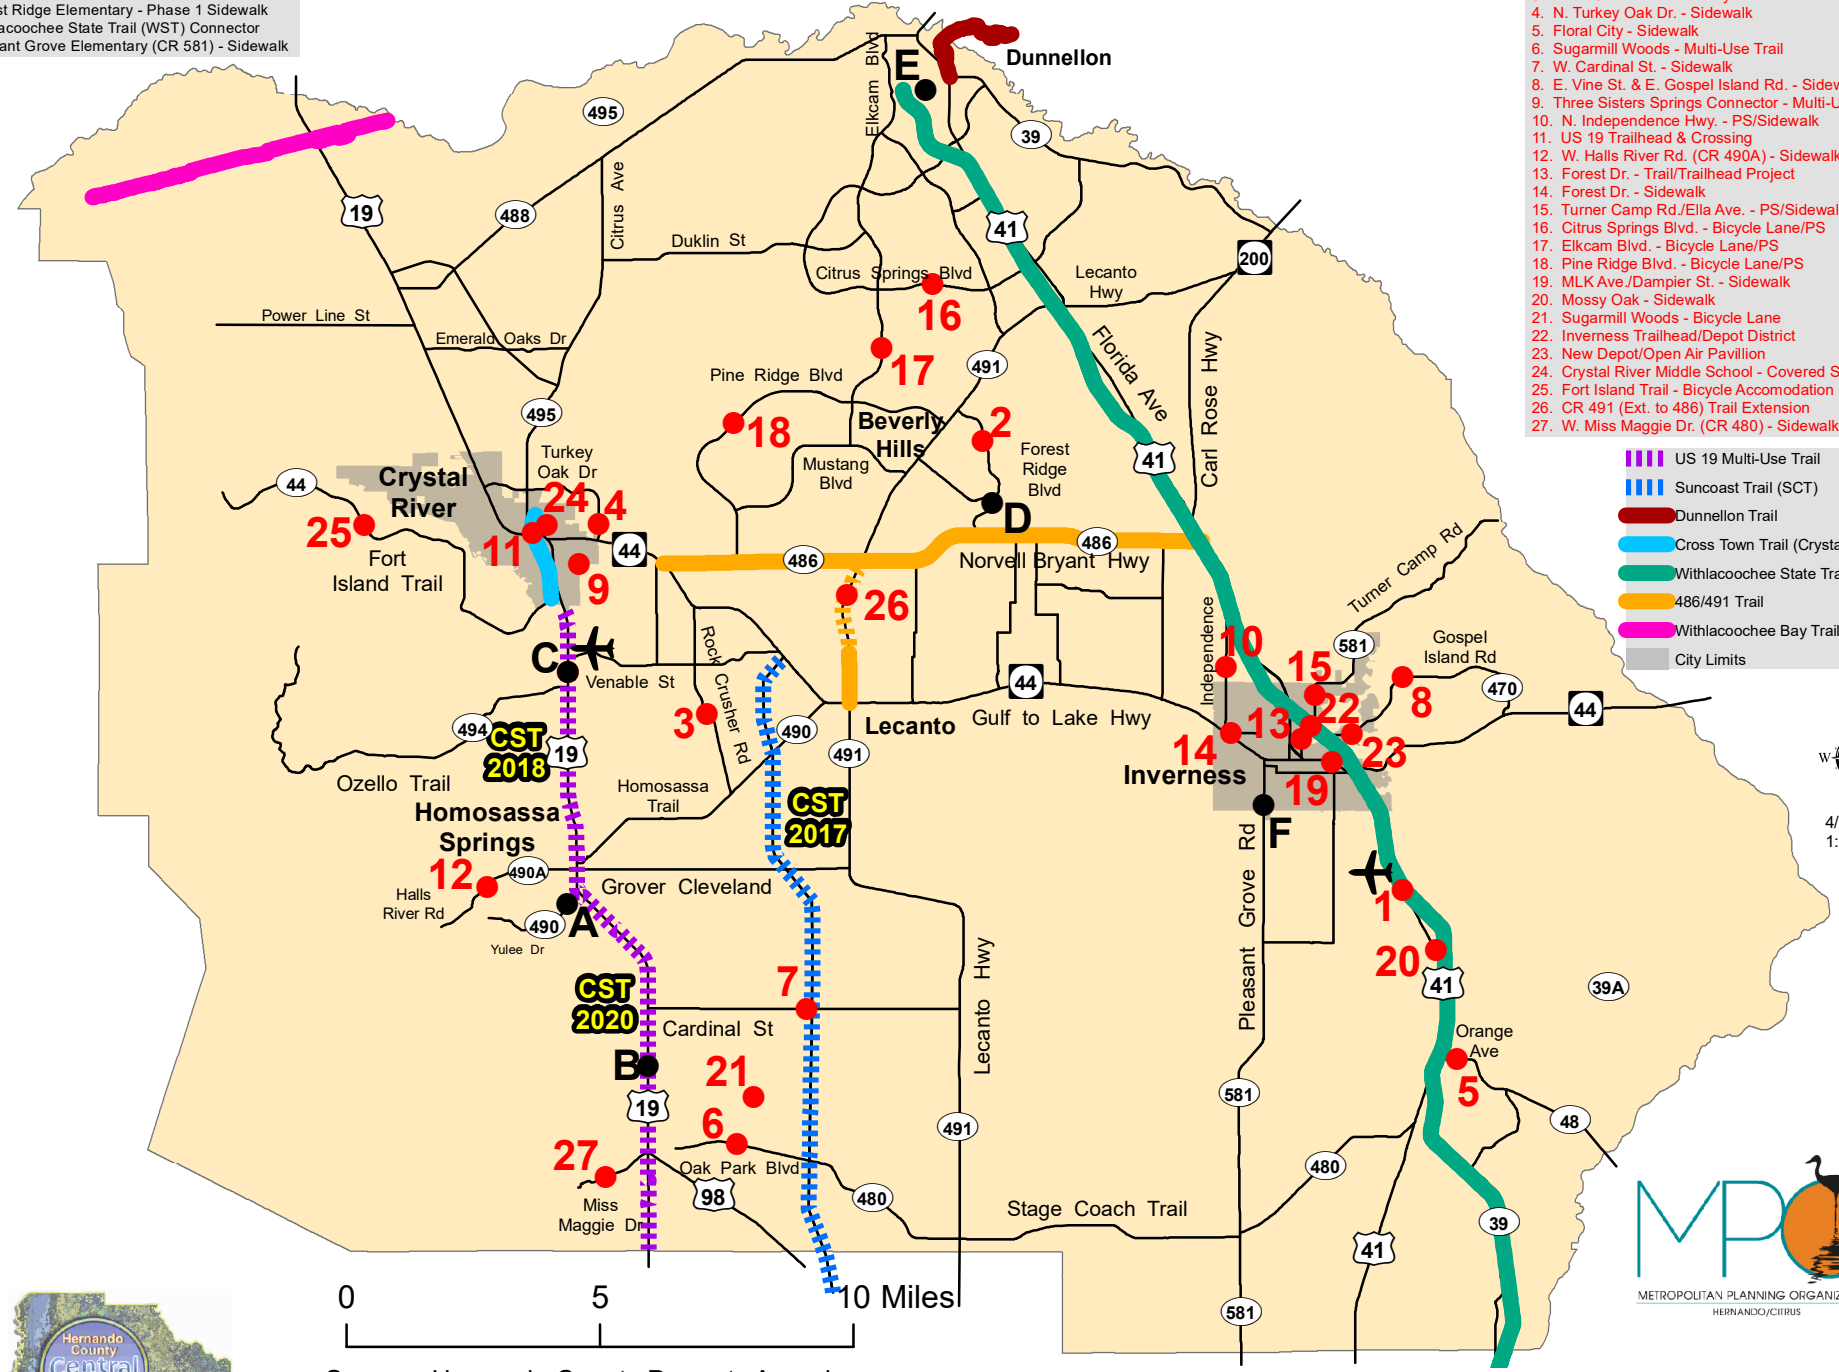 st Ridge Elementary - Phase 1 Sidewalk
acoochee State Trail (WST) Connector
ant Grove Elementary (CR 581) - Sidewalk
4. N. Turkey Oak Dr. - Sidewalk
5. Floral City - Sidewalk
6. Sugarmill Woods - Multi-Use Trail
7. W. Cardinal St. - Sidewalk
8. E. Vine St. & E. Gospel Island Rd. - Sidew
9. Three Sisters Springs Connector - Multi-U
10. N. Independence Hwy. - PS/Sidewalk
11. US 19 Trailhead & Crossing
12. W. Halls River Rd. (CR 490A) - Sidewalk
13. Forest Dr. - Trail/Trailhead Project
14. Forest Dr. - Sidewalk
15. Turner Camp Rd./Ella Ave. - PS/Sidewal
16. Citrus Springs Blvd. - Bicycle Lane/PS
17. Elkcam Blvd. - Bicycle Lane/PS
18. Pine Ridge Blvd. - Bicycle Lane/PS
19. MLK Ave./Dampier St. - Sidewalk
20. Mossy Oak - Sidewalk
21. Sugarmill Woods - Bicycle Lane
22. Inverness Trailhead/Depot District
23. New Depot/Open Air Pavillion
24. Crystal River Middle School - Covered S
25. Fort Island Trail - Bicycle Accomodation
26. CR 491 (Ext. to 486) Trail Extension
27. W. Miss Maggie Dr. (CR 480) - Sidewalk
US 19 Multi-Use Trail
Suncoast Trail (SCT)
Dunnellon Trail
Cross Town Trail (Crysta
Withlacoochee State Tra
486/491 Trail
Withlacoochee Bay Trail
City Limits
Dunnellon
E
Elkcam Blvd
495
39
19
488
Citrus Ave
Duklin St
41
200
Citrus Springs Blvd
16
Lecanto
Hwy
Power Line St
Emerald Oaks Dr
17
491
Florida Ave
Carl Rose Hwy
Pine Ridge Blvd
495
18
Beverly
Hills
2
Forest
Ridge
Blvd
41
Turkey
Oak Dr
Mustang
Blvd
Crystal
River
44
24
4
25
11
44
D
Fort
Island Trail
9
486
486
Norvell Bryant Hwy
26
Turner Camp Rd
Independence
10
581
Gospel
Island Rd
Rock Crusher Rd
C
Venable St
15
44
470
44
8
3
494
CST
2018
19
490
Lecanto
Gulf to Lake Hwy
13
22
14
23
491
Ozello Trail
Homosassa
Trail
Inverness
19
Homosassa
Springs
CST
2017
F
12
490A
Halls
River Rd
Grover Cleveland
Pleasant Grove Rd
490
A
Yulee Dr
1
20
Lecanto Hwy
CST
2020
7
41
39A
Cardinal St
Orange
Ave
B
21
5
19
6
581
48
491
27
Oak Park Blvd
480
Miss
Maggie Dr
98
480
Stage Coach Trail
39
41
581
0 5 10 Miles
W
4/
1:
MPO
METROPOLITAN PLANNING ORGANIZ
HERNANDO/CITRUS
Hernando
County
Central